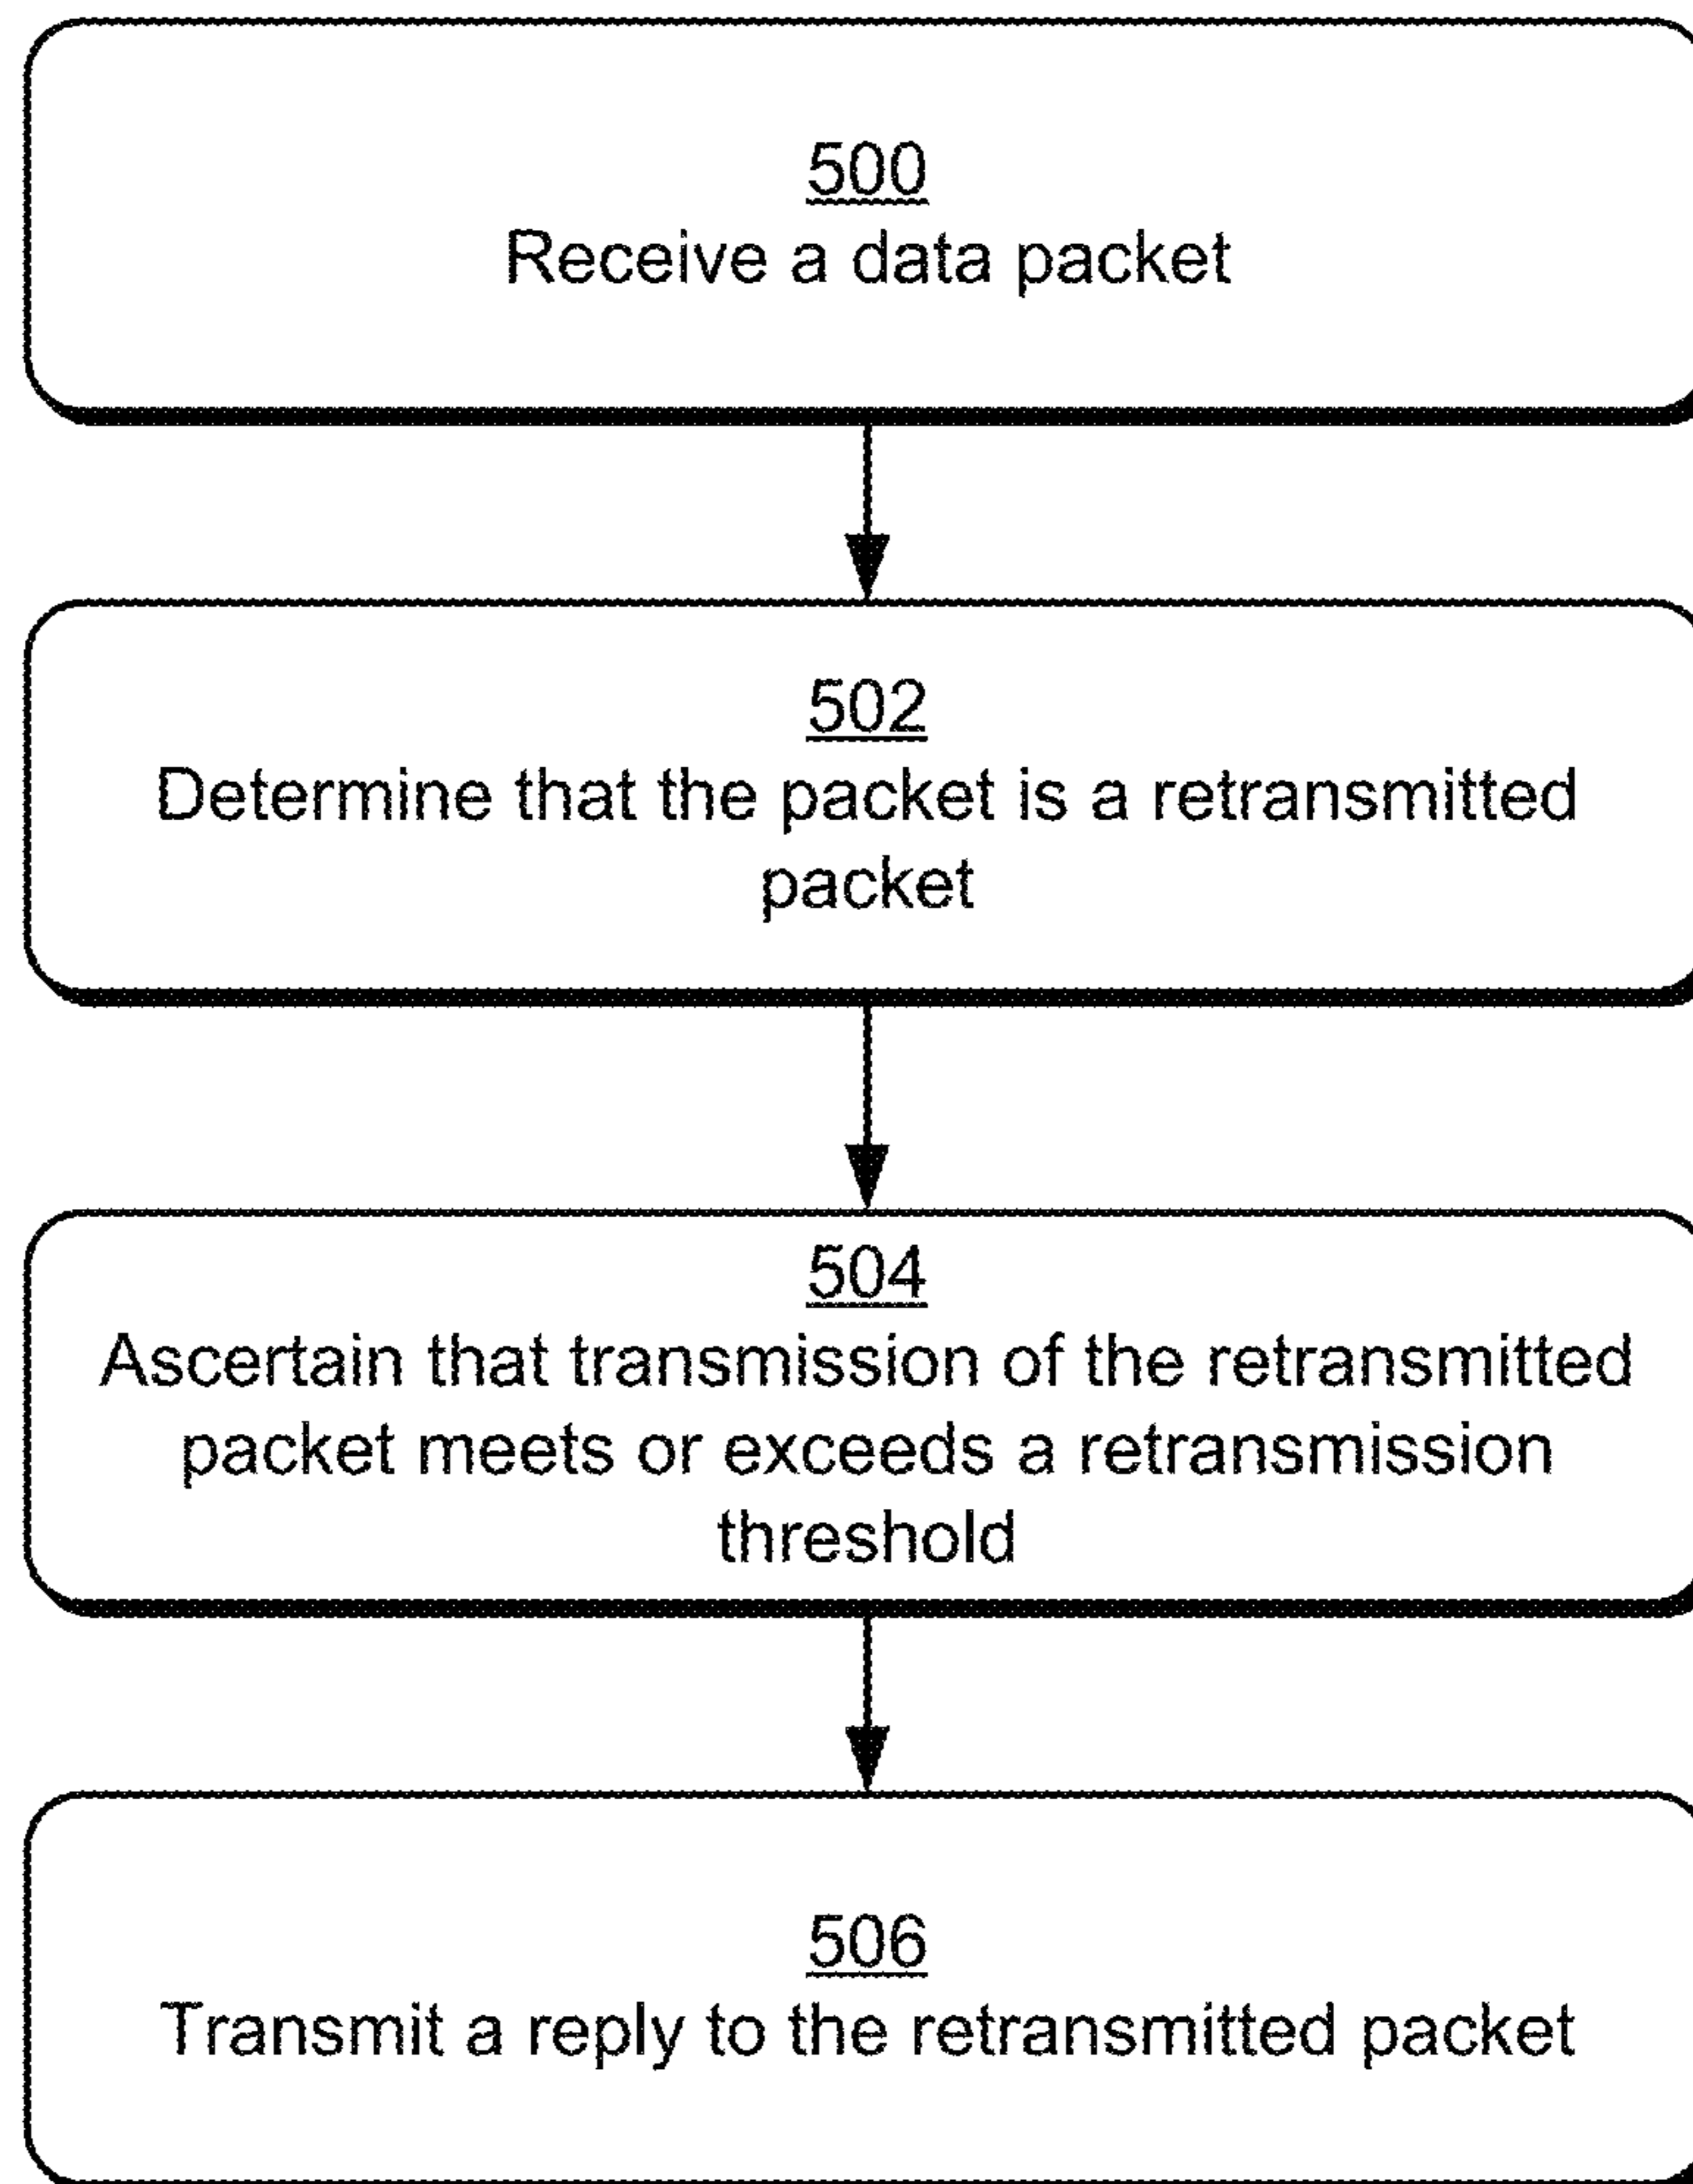 500
Receive a data packet
502
Determine that the packet is a retransmitted
packet
504
Ascertain that transmission of the retransmitted
packet meets or exceeds a retransmission
threshold
506
Transmit a reply to the retransmitted packet